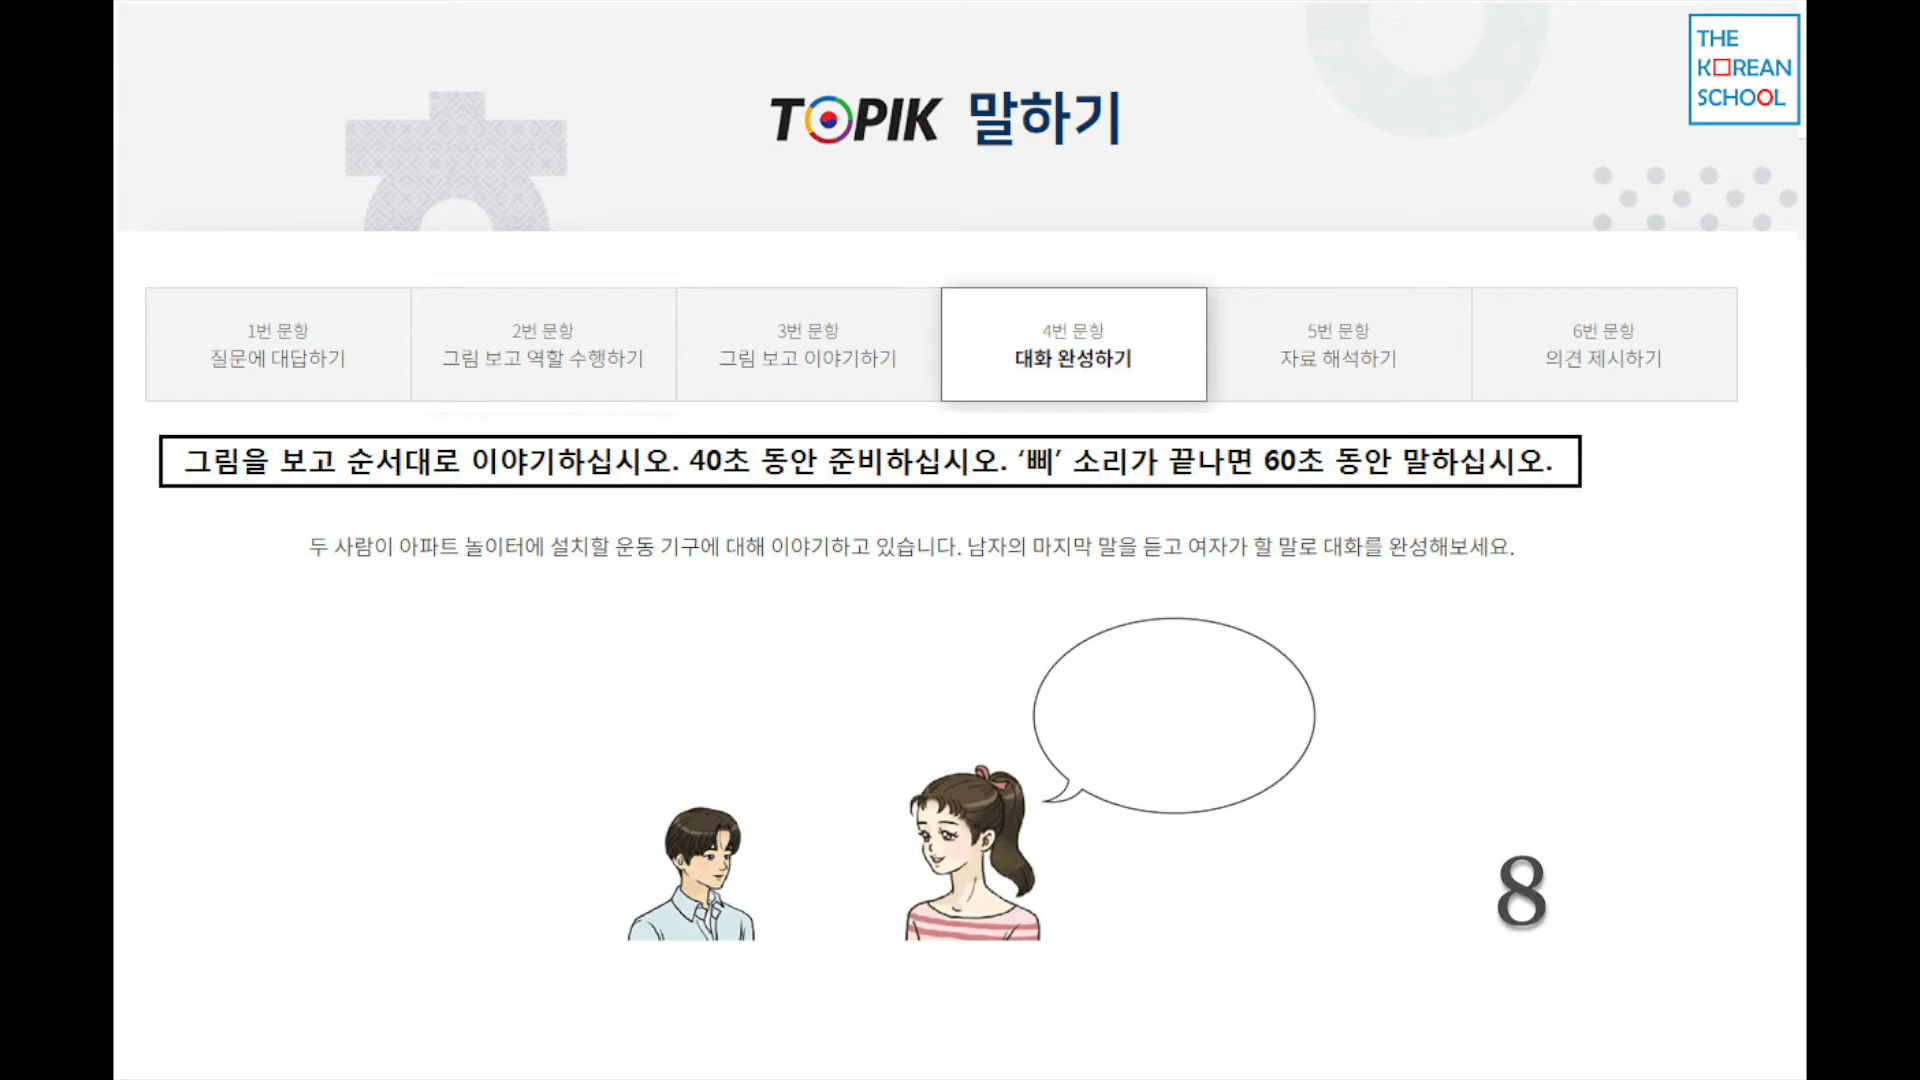 THE
KOREAN
SCHOOL
TOPIK 말하기
1번 문항
질문에 대답하기
2번 문항
그림 보고 역할 수행하기
3번 문항
그림 보고 이야기하기
4번 문항
대화 완성하기
5번 문항
자료 해석하기
6번 문항
의견 제시하기
그림을 보고 순서대로 이야기하십시오. 40초 동안 준비하십시오. ‘삐’ 소리가 끝나면 60초 동안 말하십시오.
두 사람이 아파트 놀이터에 설치할 운동 기구에 대해 이야기하고 있습니다. 남자의 마지막 말을 듣고 여자가 할 말로 대화를 완성해보세요.
8